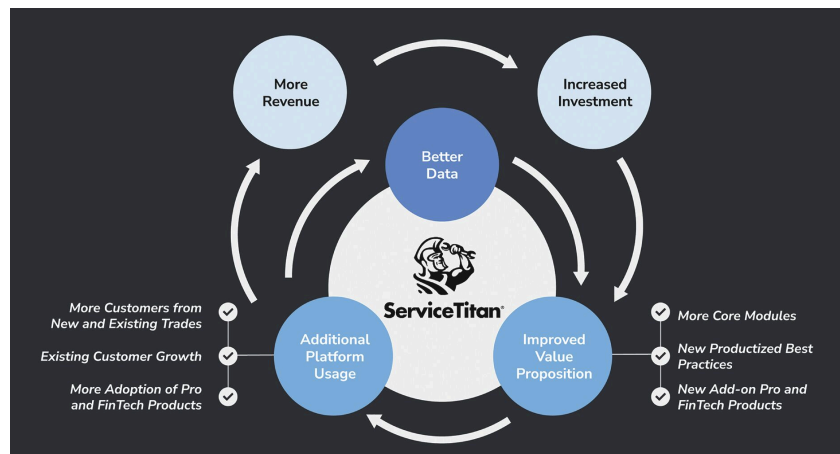 More
Revenue
Increased
Investment
Better
Data
ServiceTitan®
More Customers from
New and Existing Trades
Existing Customer Growth
More Adoption of Pro
and FinTech Products
Additional
Platform
Usage
Improved
Value
Proposition
More Core Modules
New Productized Best
Practices
New Add-on Pro and
FinTech Products